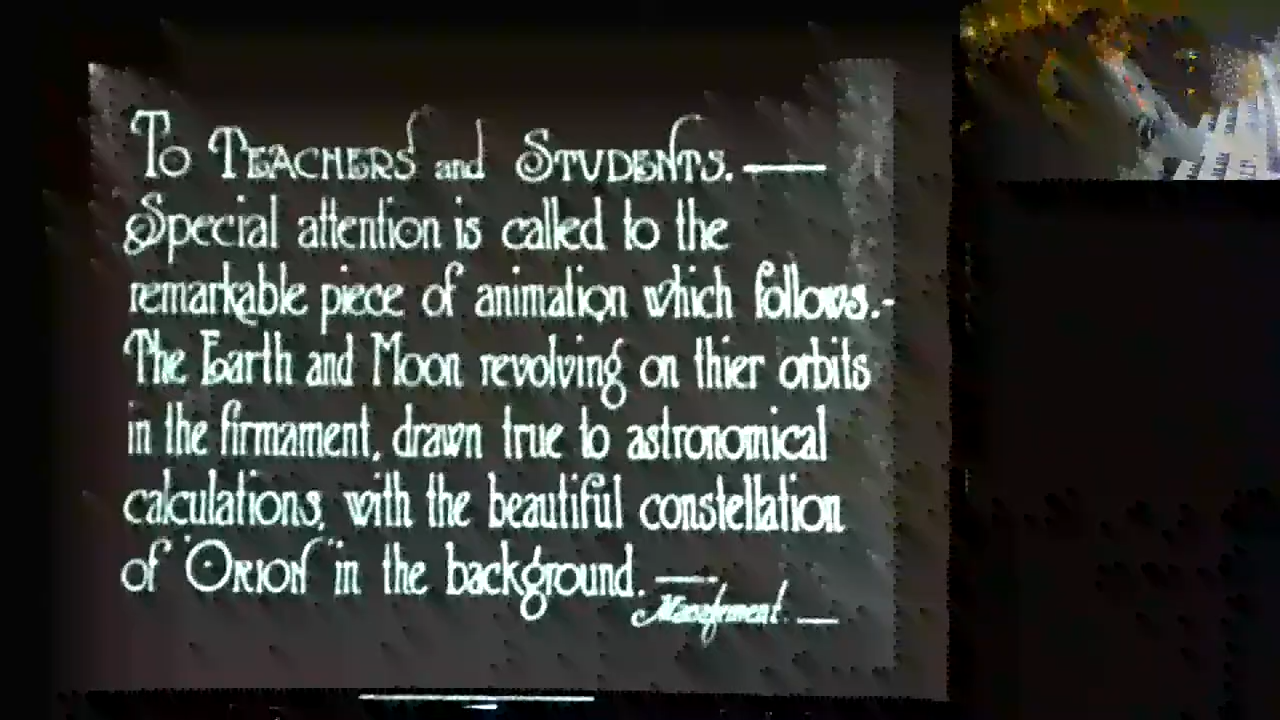 To TEACHERS and STUDENTS. —
Special attention is called to the
remarkable piece of animation which follows.-
The Earth and Moon revolving on thier orbits
in the firmament, drawn true to astronomical
calculations, with the beautiful constellation
of "ORION" in the background. —
Management. —